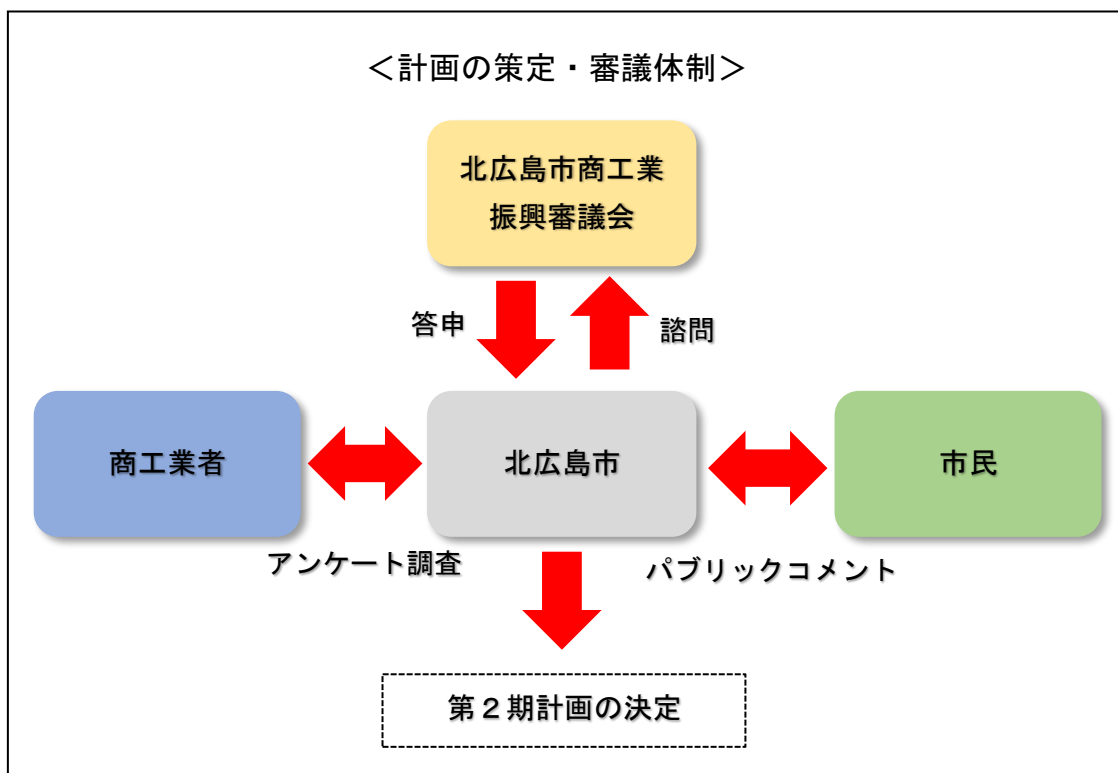 ＜計画の策定・審議体制＞
北広島市商工業
振興審議会
答申
諮問
商工業者
北広島市
市民
アンケート調査
パブリックコメント
第２期計画の決定